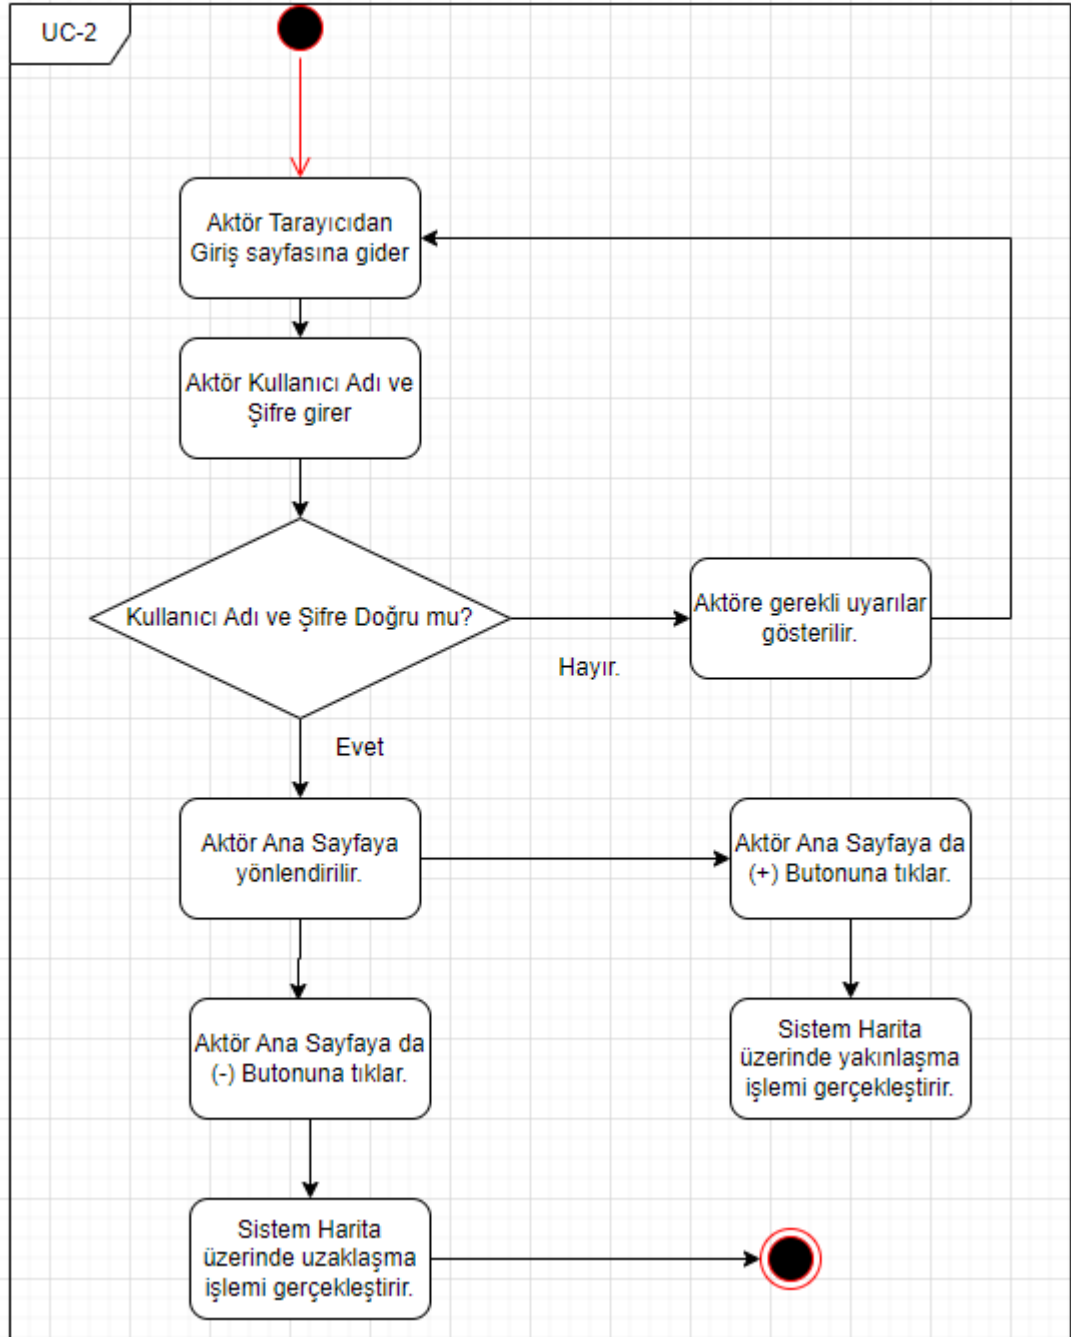 UC-2
Aktör Tarayıcıdan
Giriş sayfasına gider
Aktör Kullanıcı Adı ve
Şifre girer
Kullanıcı Adı ve Şifre Doğru mu?
Aktöre gerekli uyarılar
gösterilir.
Hayır.
Evet
Aktör Ana Sayfaya
yönlendirilir.
Aktör Ana Sayfaya da
(+) Butonuna tıklar.
Aktör Ana Sayfaya da
(-) Butonuna tıklar.
Sistem Harita
üzerinde yakınlaşma
işlemi gerçekleştirir.
Sistem Harita
üzerinde uzaklaşma
işlemi gerçekleştirir.